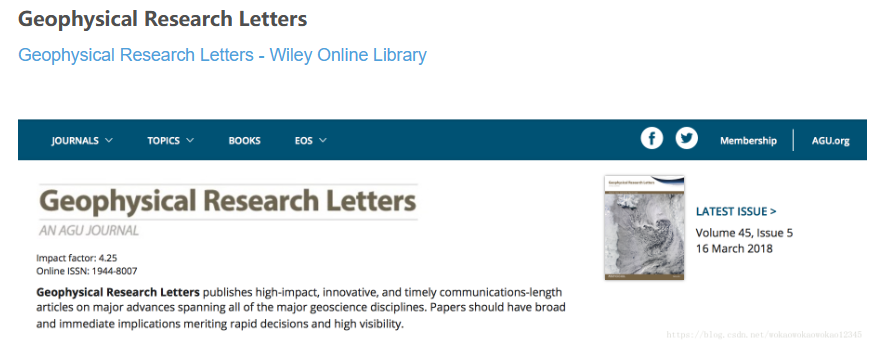 Geophysical Research Letters
Geophysical Research Letters - Wiley Online Library
JOURNALS TOPICS BOOKS EOS Membership AGU.org
Geophysical Research Letters
AN AGU JOURNAL
Geophysical Research Letters
LATEST ISSUE >
Volume 45, Issue 5
16 March 2018
Impact factor: 4.25
Online ISSN: 1944-8007
Geophysical Research Letters publishes high-impact, innovative, and timely communications-length
articles on major advances spanning all of the major geoscience disciplines. Papers should have broad
and immediate implications meriting rapid decisions and high visibility.
https://blog.csdn.net/wokaowokaowokao12345